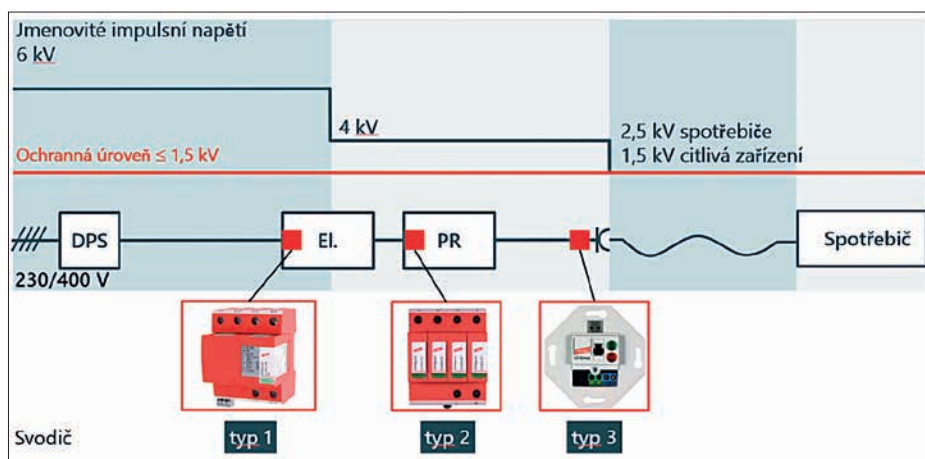 Jmenovité impulsní napětí
6 kV
4 kV
2,5 kV spotřebiče
1,5 kV citlivá zařízení
Ochranná úroveň ≤ 1,5 kV
DPS
El.
PR
Spotřebič
230/400 V
Svodič
typ 1
typ 2
typ 3